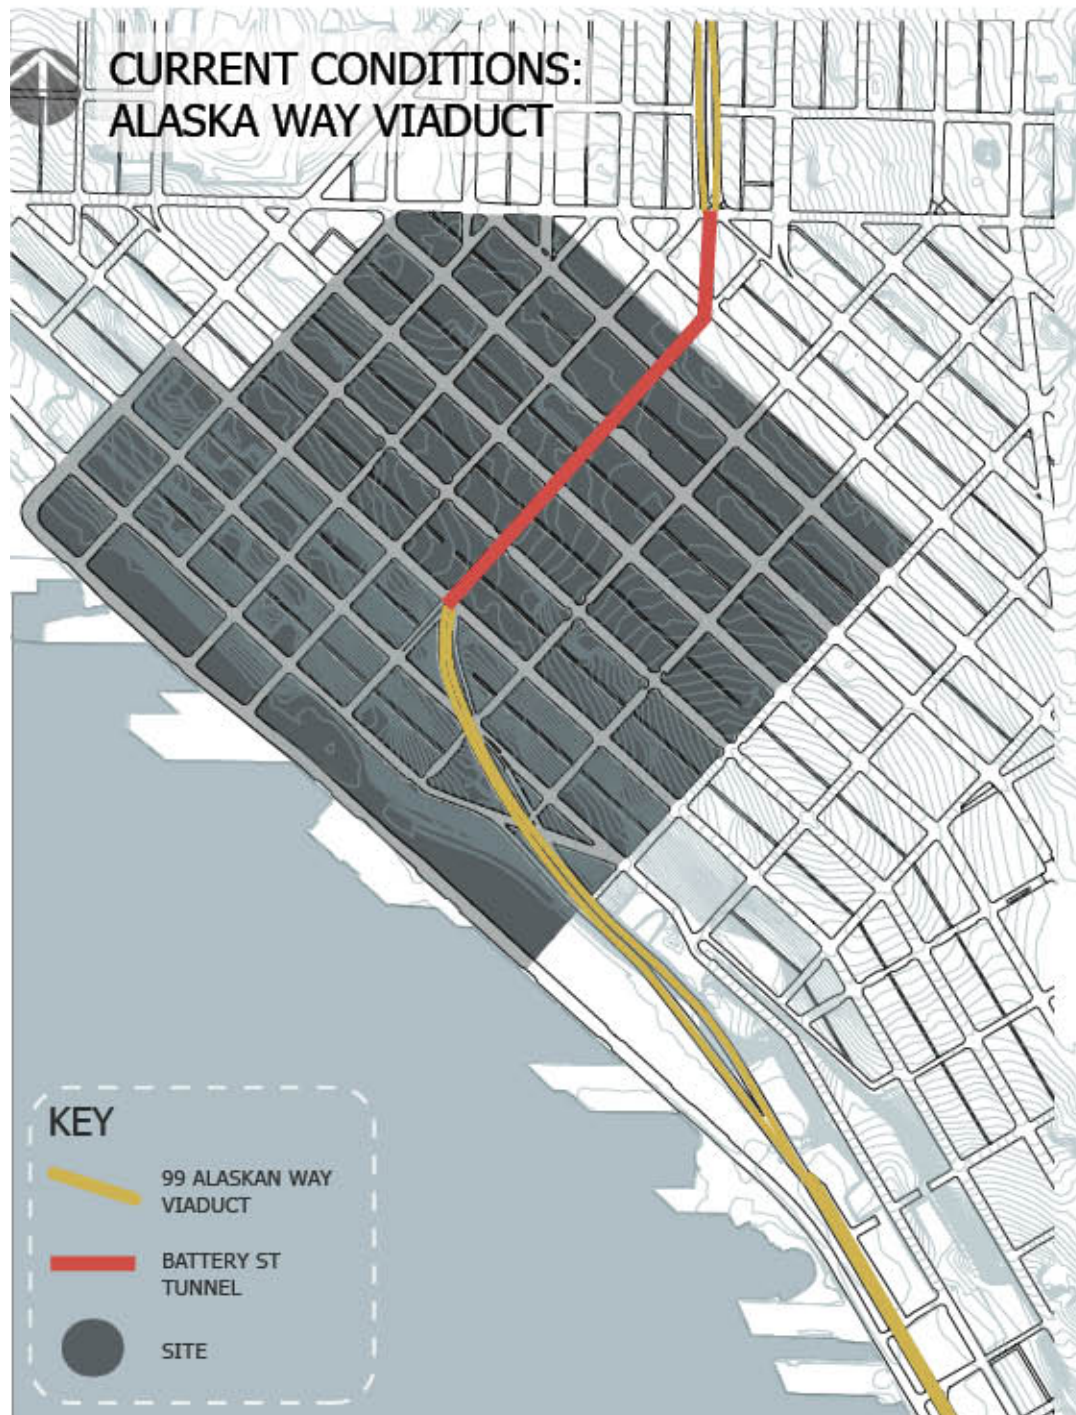 CURRENT CONDITIONS:
ALASKA WAY VIADUCT
KEY
99 ALASKAN WAY
VIADUCT
BATTERY ST
TUNNEL
SITE